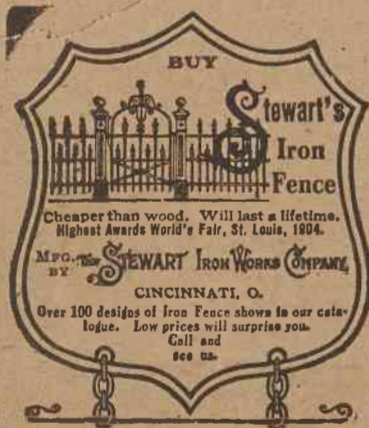 BUY
Stewart's
Iron
Fence
Cheaper than wood. Will last a lifetime.
Highest Awards World's Fair, St. Louis, 1904.
MFG. BY The STEWART IRON WORKS COMPANY,
CINCINNATI, O.
Over 100 designs of Iron Fence shown in our cata-
logue. Low prices will surprise you.
Call and
see us.